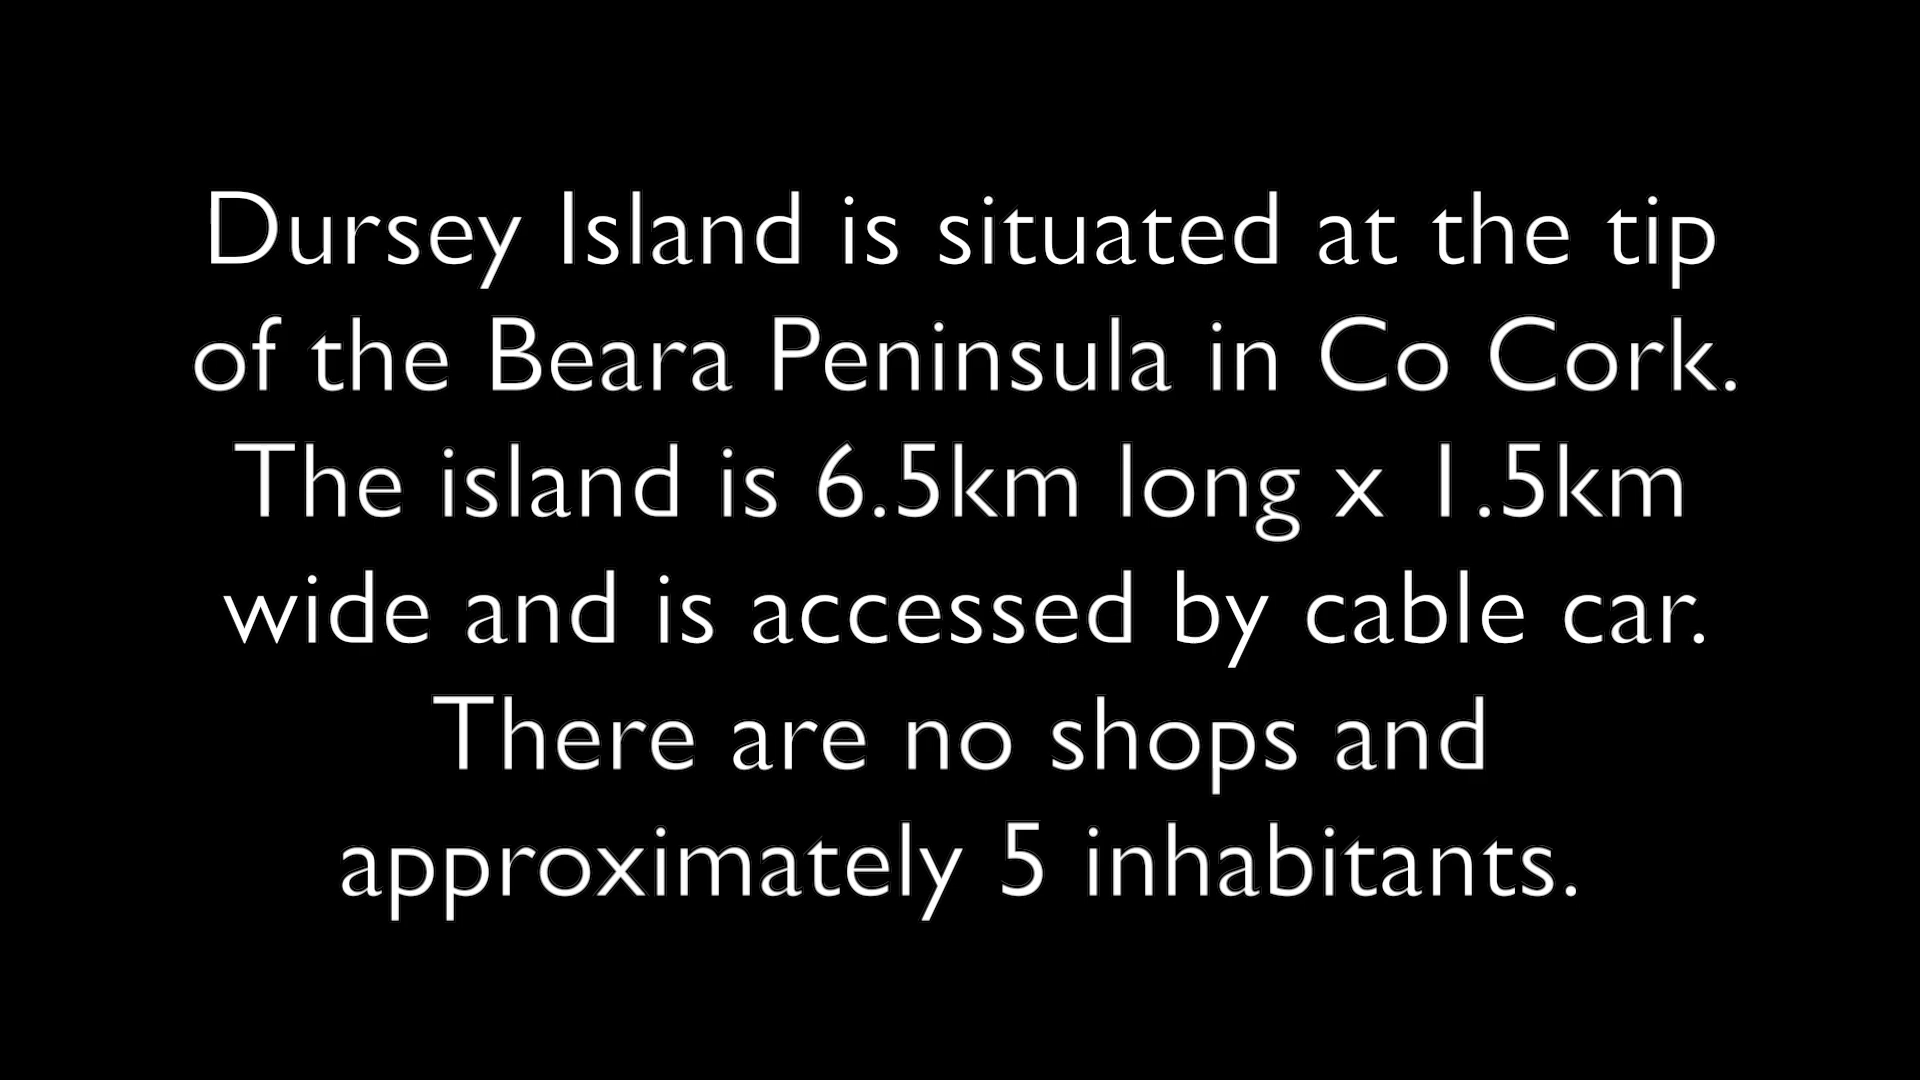 Dursey Island is situated at the tip
of the Beara Peninsula in Co Cork.
The island is 6.5km long x 1.5km
wide and is accessed by cable car.
There are no shops and
approximately 5 inhabitants.